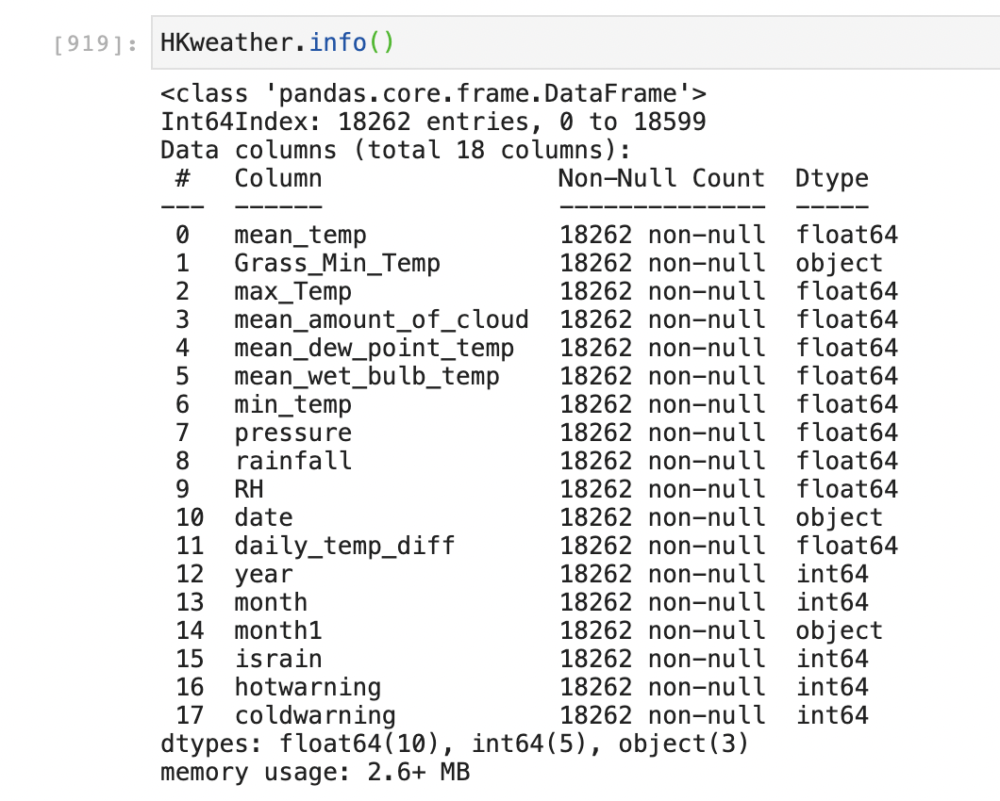 [919]: HKweather.info()
<class 'pandas.core.frame.DataFrame'>
Int64Index: 18262 entries, 0 to 18599
Data columns (total 18 columns):
 #   Column                Non-Null Count  Dtype
---  ------                --------------  -----
 0   mean_temp             18262 non-null  float64
 1   Grass_Min_Temp        18262 non-null  object
 2   max_Temp              18262 non-null  float64
 3   mean_amount_of_cloud  18262 non-null  float64
 4   mean_dew_point_temp   18262 non-null  float64
 5   mean_wet_bulb_temp    18262 non-null  float64
 6   min_temp              18262 non-null  float64
 7   pressure              18262 non-null  float64
 8   rainfall              18262 non-null  float64
 9   RH                    18262 non-null  float64
 10  date                  18262 non-null  object
 11  daily_temp_diff       18262 non-null  float64
 12  year                  18262 non-null  int64
 13  month                 18262 non-null  int64
 14  month1                18262 non-null  object
 15  israin                18262 non-null  int64
 16  hotwarning            18262 non-null  int64
 17  coldwarning           18262 non-null  int64
dtypes: float64(10), int64(5), object(3)
memory usage: 2.6+ MB